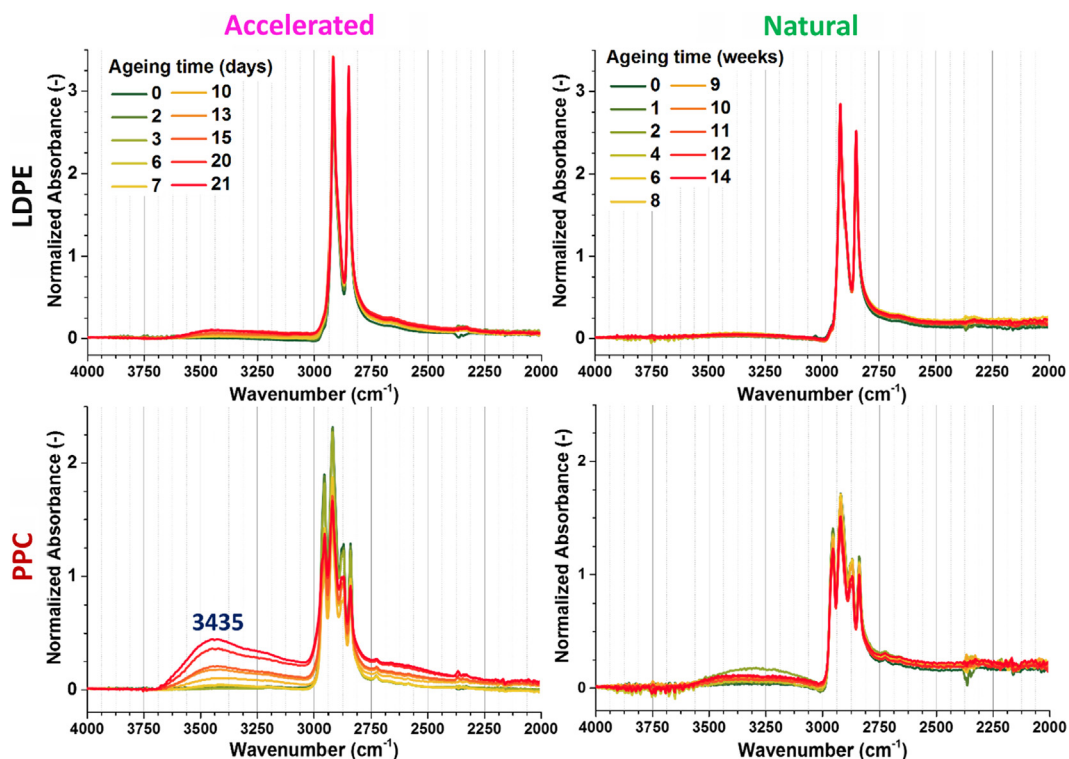 Accelerated
Natural
LDPE
Normalized Absorbance (-)
3
2
1
0
Ageing time (days)
0 10
2 13
3 15
6 20
7 21
4000 3750 3500 3250 3000 2750 2500 2250 2000
Wavenumber (cm⁻¹)
Normalized Absorbance (-)
3
2
1
0
Ageing time (weeks)
0 9
1 10
2 11
4 12
6 14
8
4000 3750 3500 3250 3000 2750 2500 2250 2000
Wavenumber (cm⁻¹)
PPC
Normalized Absorbance (-)
2
1
0
3435
4000 3750 3500 3250 3000 2750 2500 2250 2000
Wavenumber (cm⁻¹)
Normalized Absorbance (-)
2
1
0
4000 3750 3500 3250 3000 2750 2500 2250 2000
Wavenumber (cm⁻¹)